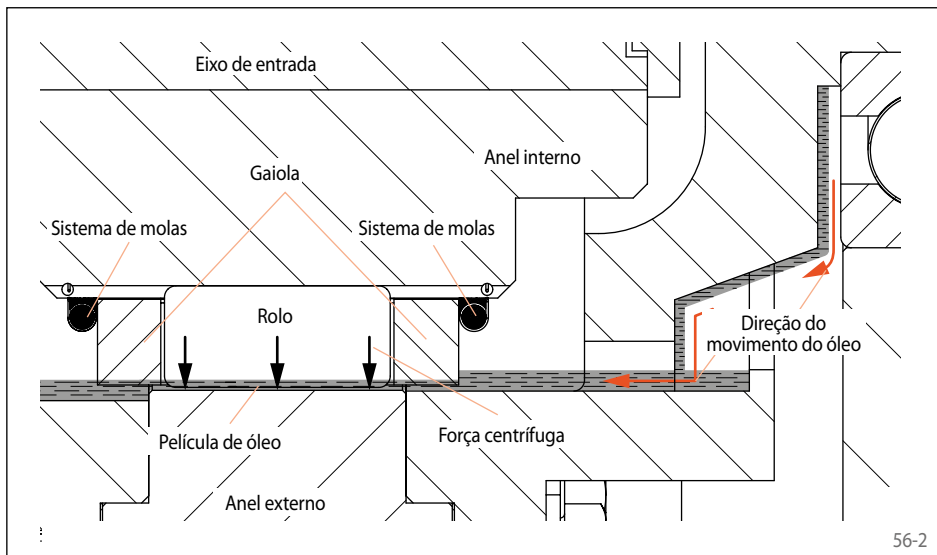 Eixo de entrada
Anel interno
Gaiola
Sistema de molas
Sistema de molas
Rolo
Direção do
movimento do óleo
Película de óleo
Força centrífuga
Anel externo
56-2